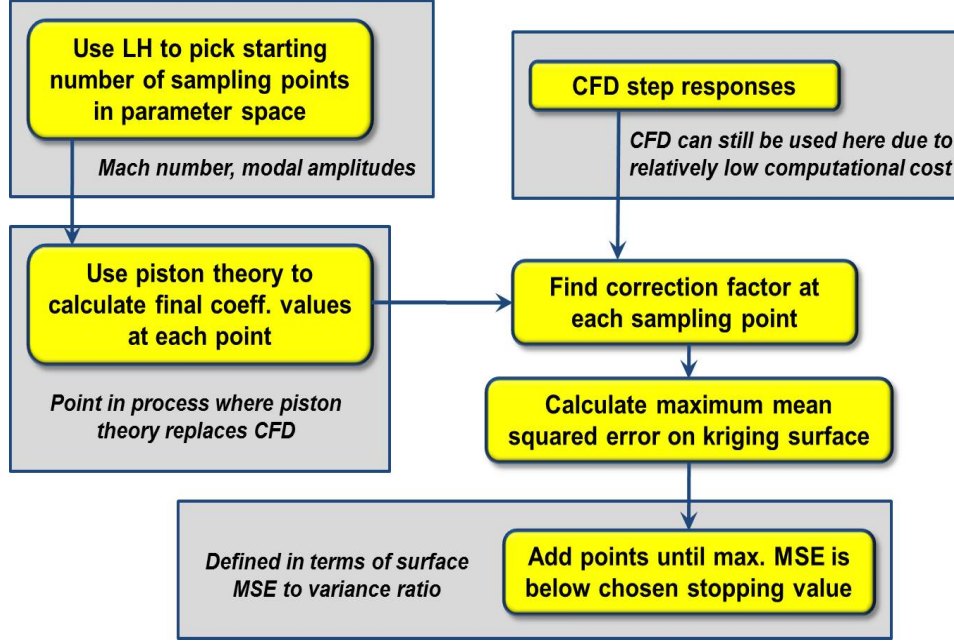 Use LH to pick starting
number of sampling points
in parameter space
Mach number, modal amplitudes
CFD step responses
CFD can still be used here due to
relatively low computational cost
Use piston theory to
calculate final coeff. values
at each point
Point in process where piston
theory replaces CFD
Find correction factor at
each sampling point
Calculate maximum mean
squared error on kriging surface
Defined in terms of surface
MSE to variance ratio
Add points until max. MSE is
below chosen stopping value